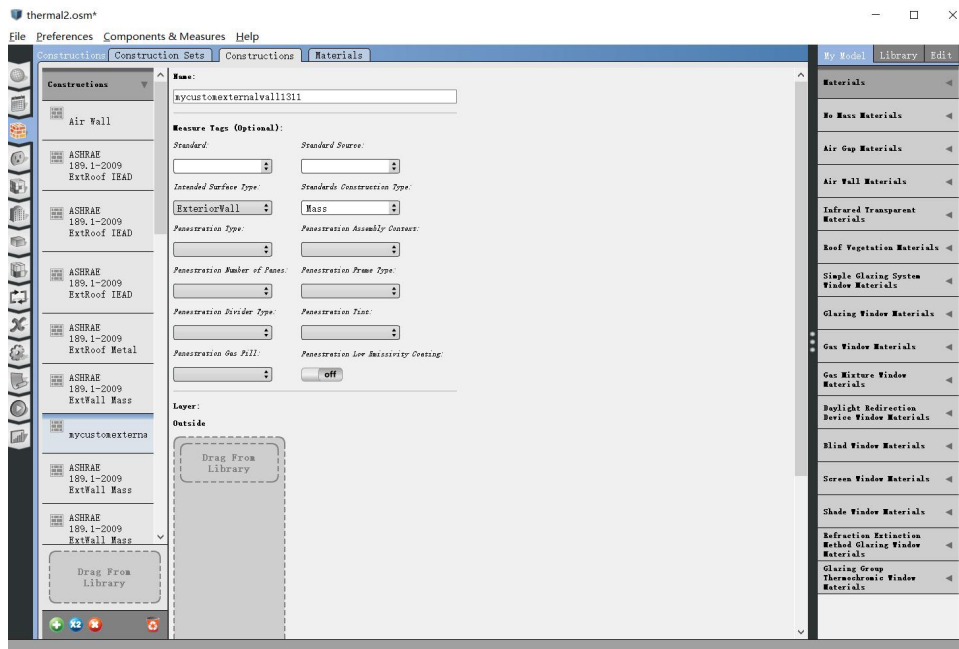 thermal2.osm*
File Preferences Components & Measures Help
Constructions Construction Sets Constructions Materials
My Model Library Edit
Constructions
Air Wall
ASHRAE
189.1-2009
ExtRoof IEAD
ASHRAE
189.1-2009
ExtRoof IEAD
ASHRAE
189.1-2009
ExtRoof IEAD
ASHRAE
189.1-2009
ExtRoof Metal
ASHRAE
189.1-2009
ExtWall Mass
mycustomexterna
ASHRAE
189.1-2009
ExtWall Mass
ASHRAE
189.1-2009
ExtWall Mass
Drag From
Library
X2
Name:
mycustomexternalwall1311
Measure Tags (Optional):
Standard: Standard Source:
Intended Surface Type: Standards Construction Type:
ExteriorWall Mass
Fenestration Type: Fenestration Assembly Context:
Fenestration Number of Panes: Fenestration Frame Type:
Fenestration Divider Type: Fenestration Tint:
Fenestration Gas Fill: Fenestration Low Emissivity Coating:
off
Layer:
Outside
Drag From
Library
Materials
No Mass Materials
Air Gap Materials
Air Wall Materials
Infrared Transparent
Materials
Roof Vegetation Materials
Simple Glazing System
Window Materials
Glazing Window Materials
Gas Window Materials
Gas Mixture Window
Materials
Daylight Redirection
Device Window Materials
Blind Window Materials
Screen Window Materials
Shade Window Materials
Refraction Extinction
Method Glazing Window
Materials
Glazing Group
Thermochromic Window
Materials